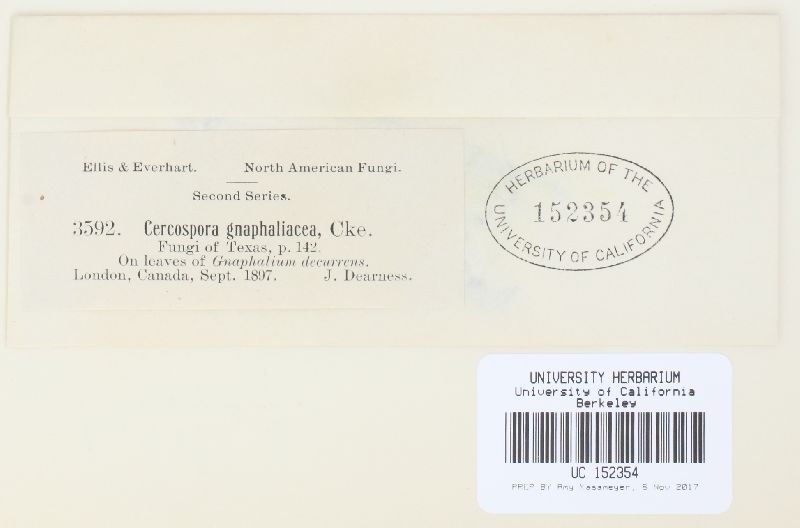 Ellis & Everhart. North American Fungi.
Second Series.
3592. Cercospora gnaphaliacea, Cke.
Fungi of Texas, p. 142.
On leaves of Gnaphalium decurrens.
London, Canada, Sept. 1897. J. Dearness.
HERBARIUM OF THE
152354
UNIVERSITY OF CALIFORNIA
UNIVERSITY HERBARIUM
University of California
Berkeley
UC 152354
PREP BY Amy Kasameyer, 5 Nov 2017